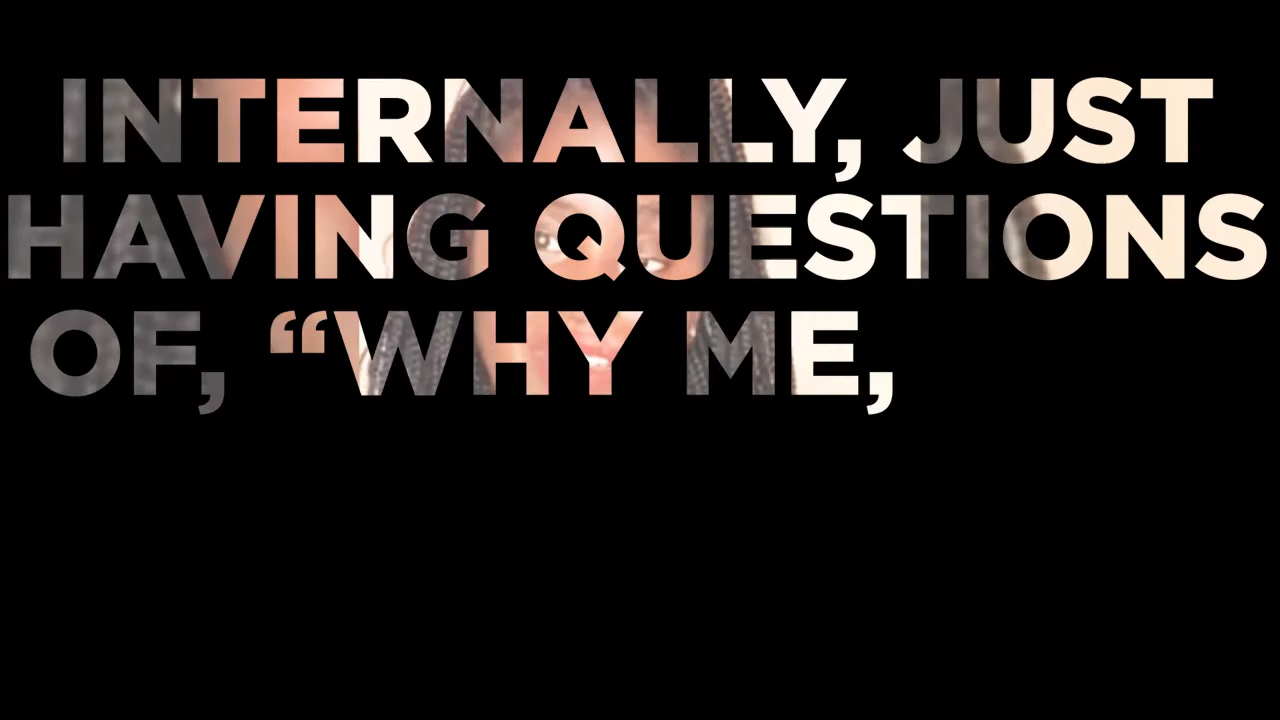 INTERNALLY, JUST
HAVING QUESTIONS
OF, “WHY ME,